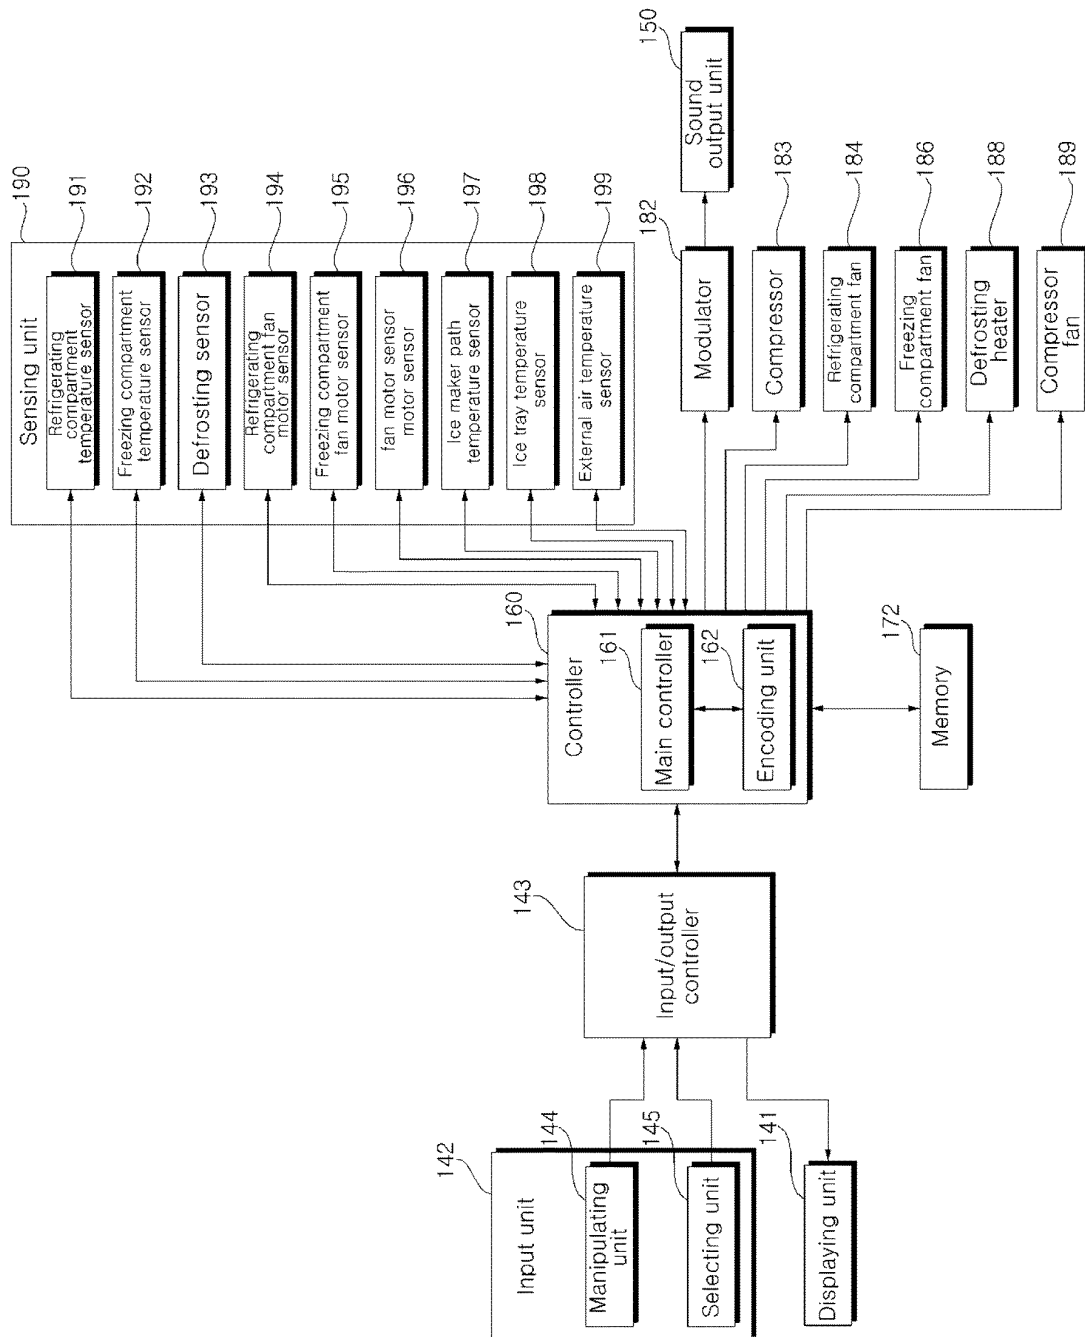 190
Sensing unit
Refrigerating
compartment
temperature sensor
191
Freezing compartment
temperature sensor
192
Defrosting sensor
193
Refrigerating
compartment fan
motor sensor
194
Freezing compartment
fan motor sensor
195
fan motor sensor
motor sensor
196
Ice maker path
temperature sensor
197
Ice tray temperature
sensor
198
External air temperature
sensor
199
142
Input unit
144
Manipulating
unit
145
Selecting unit
141
Displaying unit
143
Input/output
controller
160
Controller
161
Main controller
162
Encoding unit
172
Memory
182
Modulator
150
Sound
output unit
Compressor
183
Refrigerating
compartment fan
184
Freezing
compartment fan
186
Defrosting
heater
188
Compressor
fan
189